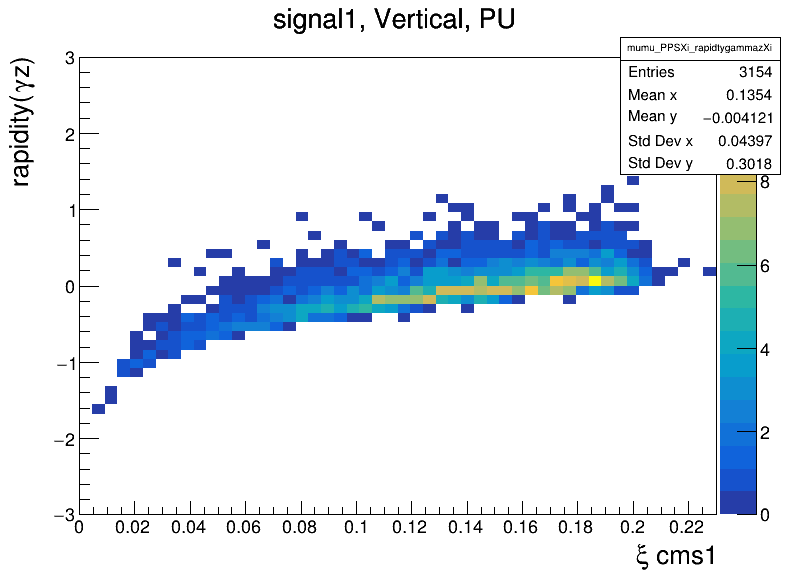 signal1, Vertical, PU
mumu_PPSXi_rapidtygammazXi
Entries 3154
Mean x 0.1354
Mean y −0.004121
Std Dev x 0.04397
Std Dev y 0.3018
rapidity(γz)
3
2
1
0
−1
−2
−3
0 0.02 0.04 0.06 0.08 0.1 0.12 0.14 0.16 0.18 0.2 0.22
ξ cms1
8
6
4
2
0